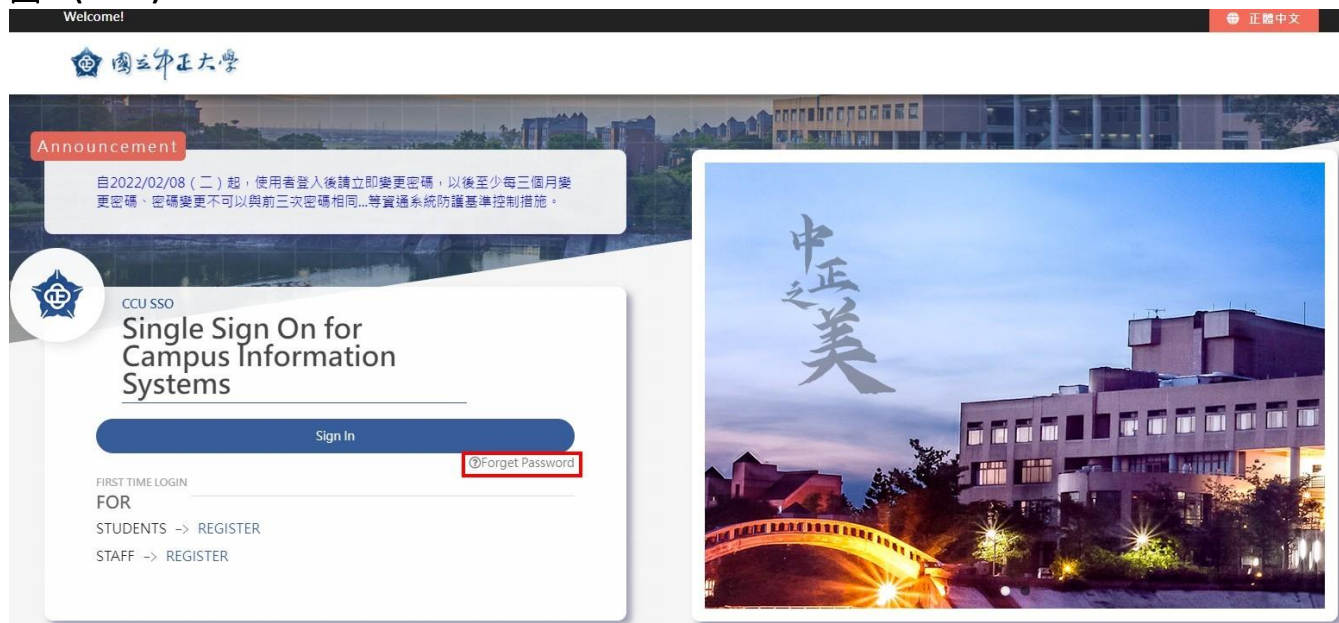 Welcome!
正體中文
國立中正大學
Announcement
自2022/02/08 (二) 起，使用者登入後請立即變更密碼，以後至少每三個月變
更密碼、密碼變更不可以與前三次密碼相同...等資通系統防護基準控制措施。
CCU SSO
Single Sign On for
Campus Information
Systems
Sign In
Forget Password
FIRST TIME LOGIN
FOR
STUDENTS -> REGISTER
STAFF -> REGISTER
中正之美